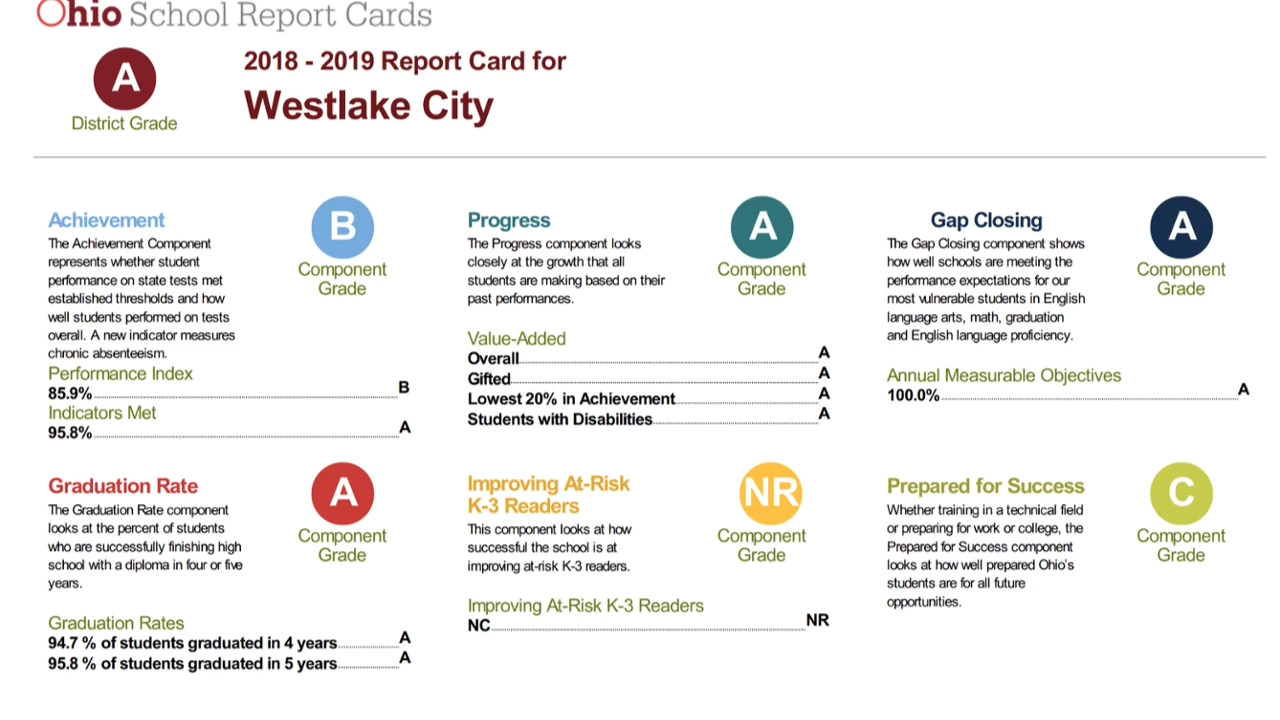 Ohio School Report Cards
A
District Grade
2018 - 2019 Report Card for
Westlake City
Achievement
The Achievement Component
represents whether student
performance on state tests met
established thresholds and how
well students performed on tests
overall. A new indicator measures
chronic absenteeism.
B
Component
Grade
Performance Index
85.9% B
Indicators Met
95.8% A
Progress
The Progress component looks
closely at the growth that all
students are making based on their
past performances.
A
Component
Grade
Value-Added
Overall A
Gifted A
Lowest 20% in Achievement A
Students with Disabilities A
Gap Closing
The Gap Closing component shows
how well schools are meeting the
performance expectations for our
most vulnerable students in English
language arts, math, graduation
and English language proficiency.
A
Component
Grade
Annual Measurable Objectives
100.0% A
Graduation Rate
The Graduation Rate component
looks at the percent of students
who are successfully finishing high
school with a diploma in four or five
years.
A
Component
Grade
Graduation Rates
94.7 % of students graduated in 4 years A
95.8 % of students graduated in 5 years A
Improving At-Risk
K-3 Readers
This component looks at how
successful the school is at
improving at-risk K-3 readers.
NR
Component
Grade
Improving At-Risk K-3 Readers
NC NR
Prepared for Success
Whether training in a technical field
or preparing for work or college, the
Prepared for Success component
looks at how well prepared Ohio's
students are for all future
opportunities.
C
Component
Grade